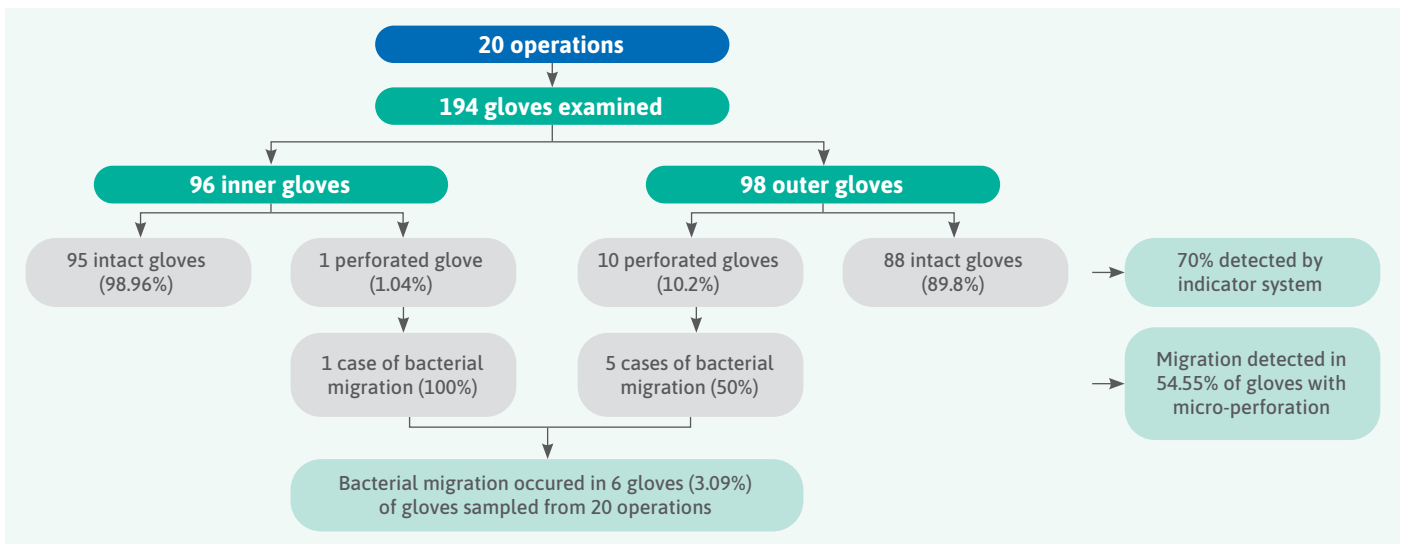 20 operations
194 gloves examined
96 inner gloves
98 outer gloves
95 intact gloves
(98.96%)
1 perforated glove
(1.04%)
10 perforated gloves
(10.2%)
88 intact gloves
(89.8%)
70% detected by
indicator system
1 case of bacterial
migration (100%)
5 cases of bacterial
migration (50%)
Migration detected in
54.55% of gloves with
micro-perforation
Bacterial migration occured in 6 gloves (3.09%)
of gloves sampled from 20 operations